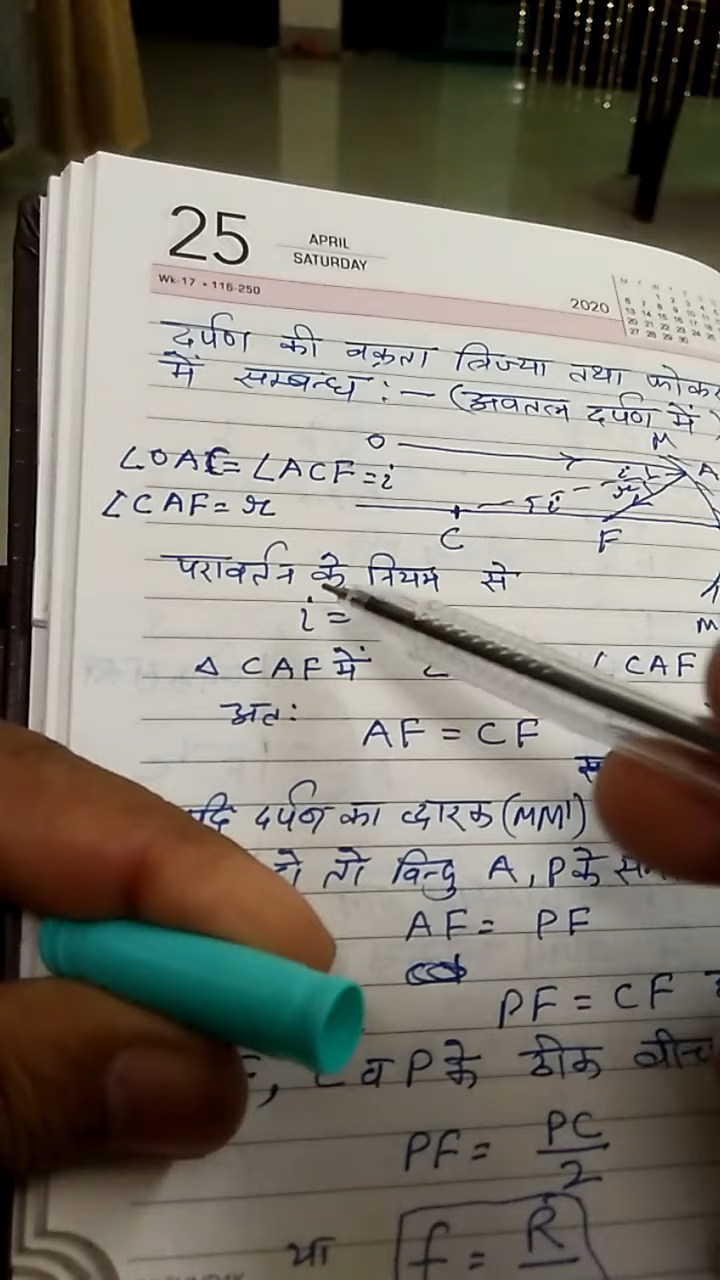 25
APRIL
SATURDAY
Wk-17 • 116-250
2020
दर्पण की वक्रता त्रिज्या तथा
में सम्बन्ध :- (अवतल दर्पण में
O M
∠OAC = ∠ACF = i
i A
∠CAF = r
r i
C F
परावर्तन के नियम से
i =
M
Δ CAF में CAF
अतः
AF = CF
दर्पण का द्वारक (MM')
हो तो बिन्दु A, P के
AF = PF
PF = CF
C व P के ठीक बीच
PF = PC/2
या f = R